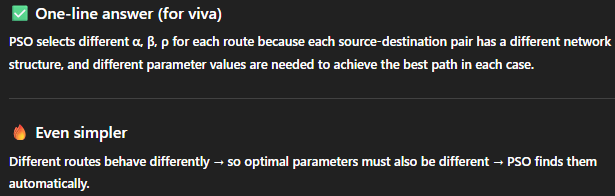 ✅ One-line answer (for viva)
PSO selects different α, β, ρ for each route because each source-destination pair has a different network
structure, and different parameter values are needed to achieve the best path in each case.
🔥 Even simpler
Different routes behave differently → so optimal parameters must also be different → PSO finds them
automatically.